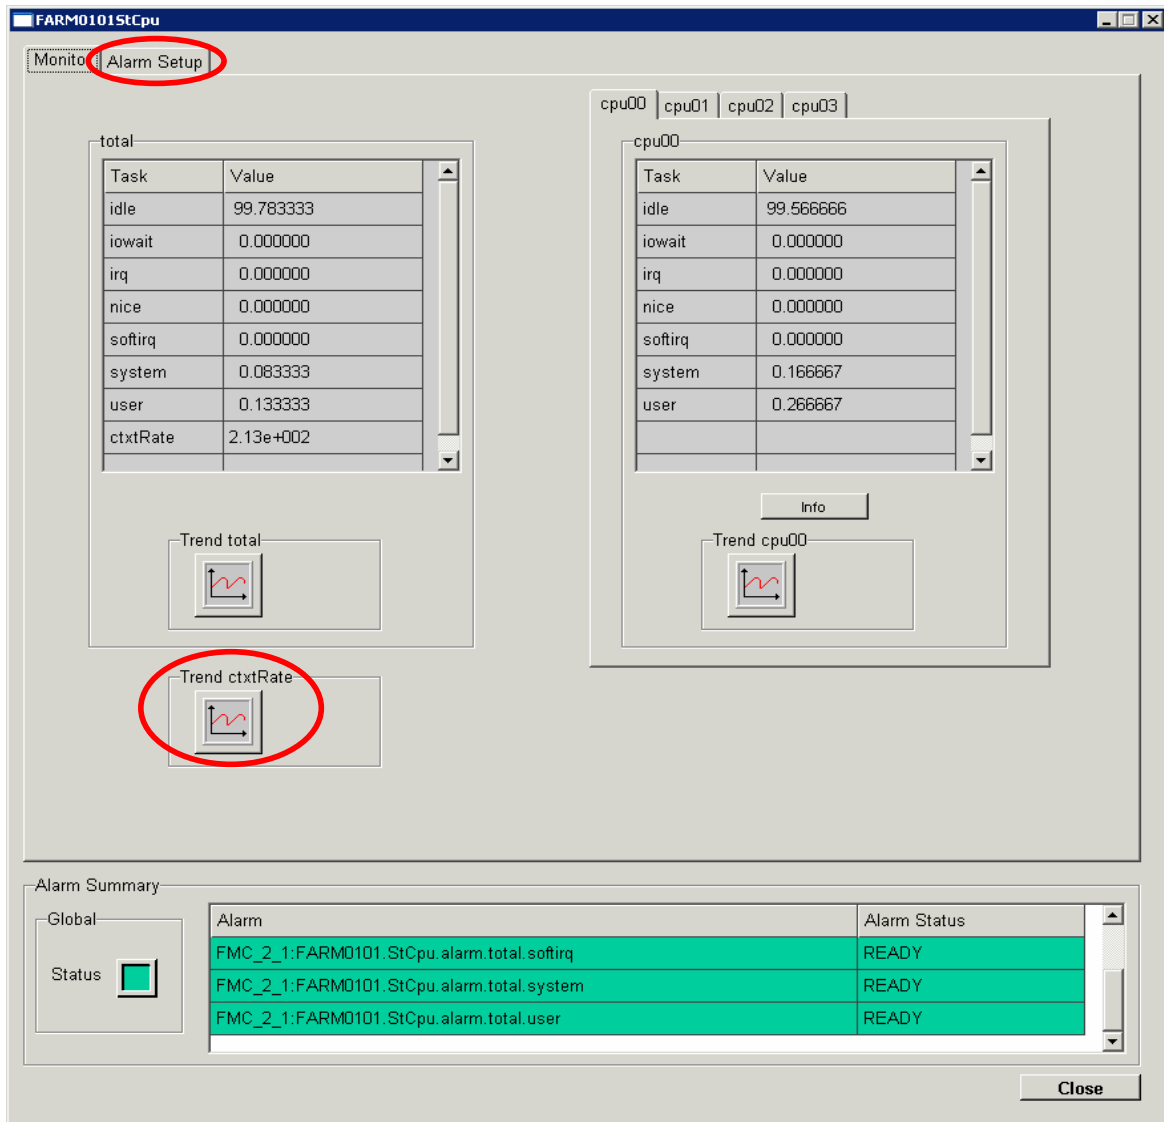 FARM0101StCpu
Monitor Alarm Setup
cpu00 cpu01 cpu02 cpu03
total
Task Value
idle 99.783333
iowait 0.000000
irq 0.000000
nice 0.000000
softirq 0.000000
system 0.083333
user 0.133333
ctxtRate 2.13e+002
Trend total
Trend ctxtRate
cpu00
Task Value
idle 99.566666
iowait 0.000000
irq 0.000000
nice 0.000000
softirq 0.000000
system 0.166667
user 0.266667
Info
Trend cpu00
Alarm Summary
Global
Status
Alarm Alarm Status
FMC_2_1:FARM0101.StCpu.alarm.total.softirq READY
FMC_2_1:FARM0101.StCpu.alarm.total.system READY
FMC_2_1:FARM0101.StCpu.alarm.total.user READY
Close